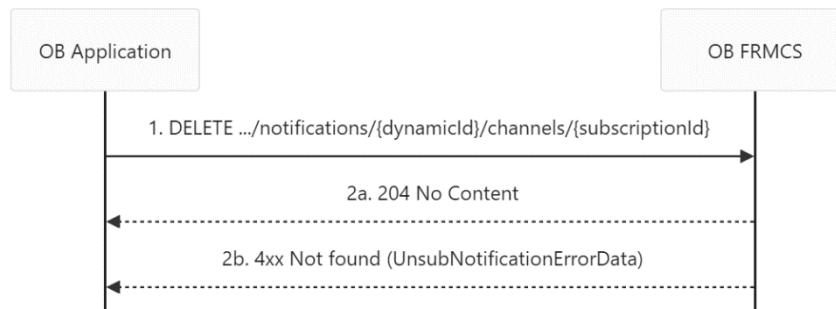 OB Application
OB FRMCS
1. DELETE .../notifications/{dynamicId}/channels/{subscriptionId}
2a. 204 No Content
2b. 4xx Not found (UnsubNotificationErrorData)